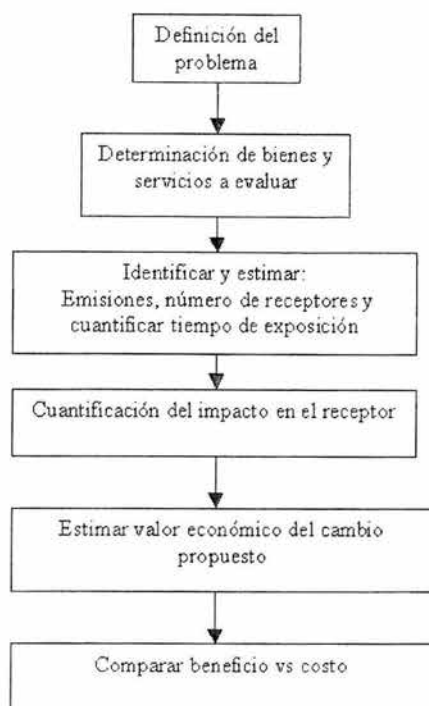 Definición del
problema
Determinación de bienes y
servicios a evaluar
Identificar y estimar:
Emisiones, número de receptores y
cuantificar tiempo de exposición
Cuantificación del impacto en el receptor
Estimar valor económico del cambio
propuesto
Comparar beneficio vs costo